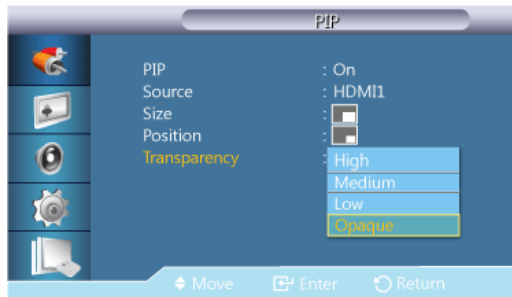 PIP
PIP : On
Source : HDMI1
Size :
Position :
Transparency :
High
Medium
Low
Opaque
Move Enter Return